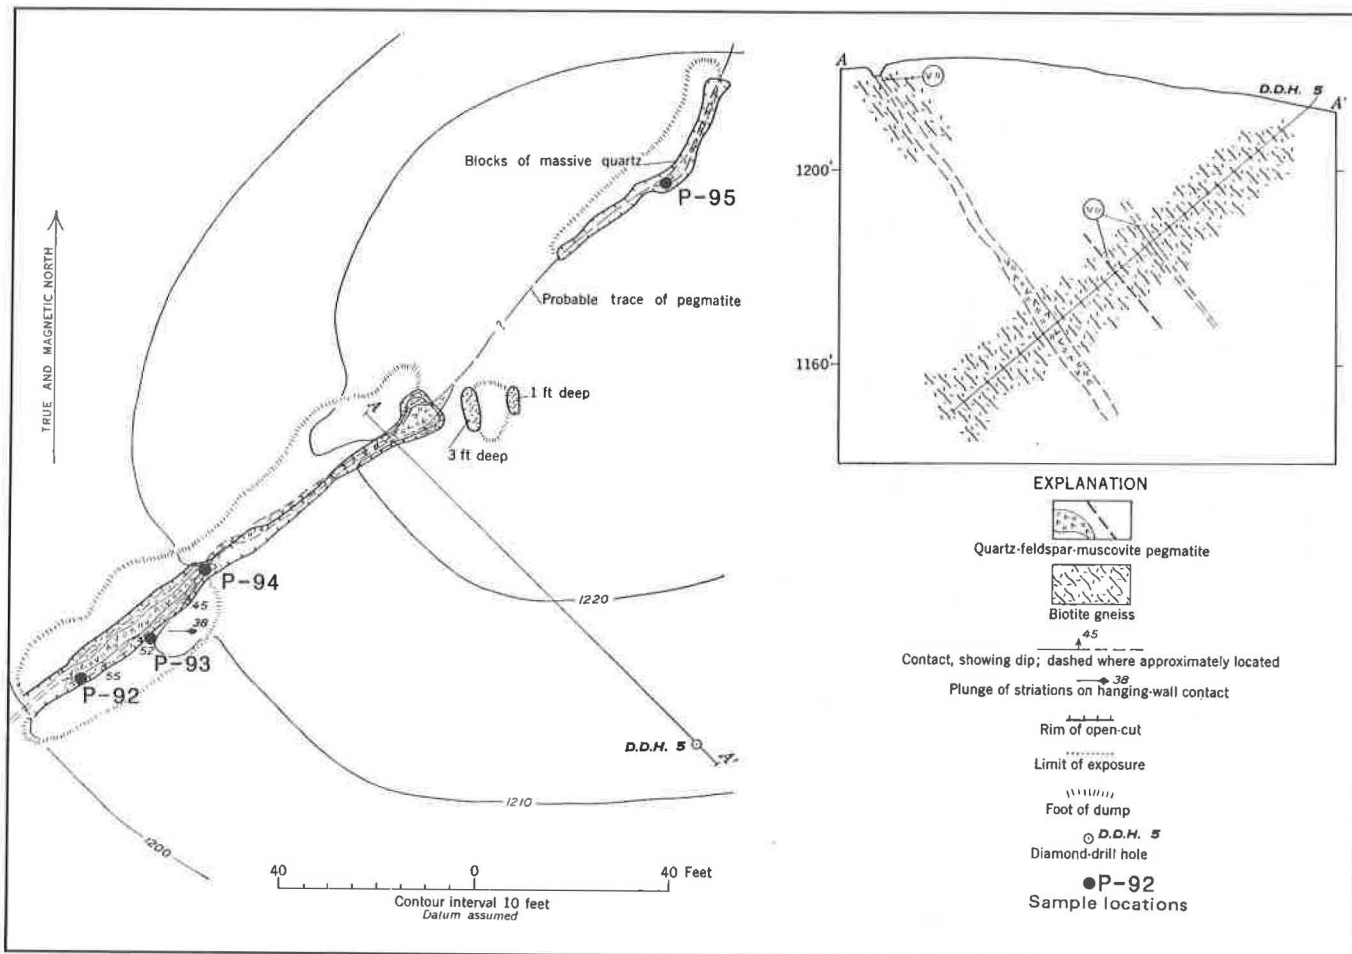 TRUE AND MAGNETIC NORTH
Blocks of massive quartz
P-95
Probable trace of pegmatite
?
A
1 ft deep
3 ft deep
P-94
45
38
52
P-93
55
P-92
1220
D.D.H. 5
A'
1210
1200
40 0 40 Feet
Contour interval 10 feet
Datum assumed
A
D.D.H. 5
A'
1200'
1160'
EXPLANATION
Quartz-feldspar-muscovite pegmatite
Biotite gneiss
45
Contact, showing dip; dashed where approximately located
38
Plunge of striations on hanging-wall contact
Rim of open-cut
Limit of exposure
Foot of dump
D.D.H. 5
Diamond-drill hole
P-92
Sample locations